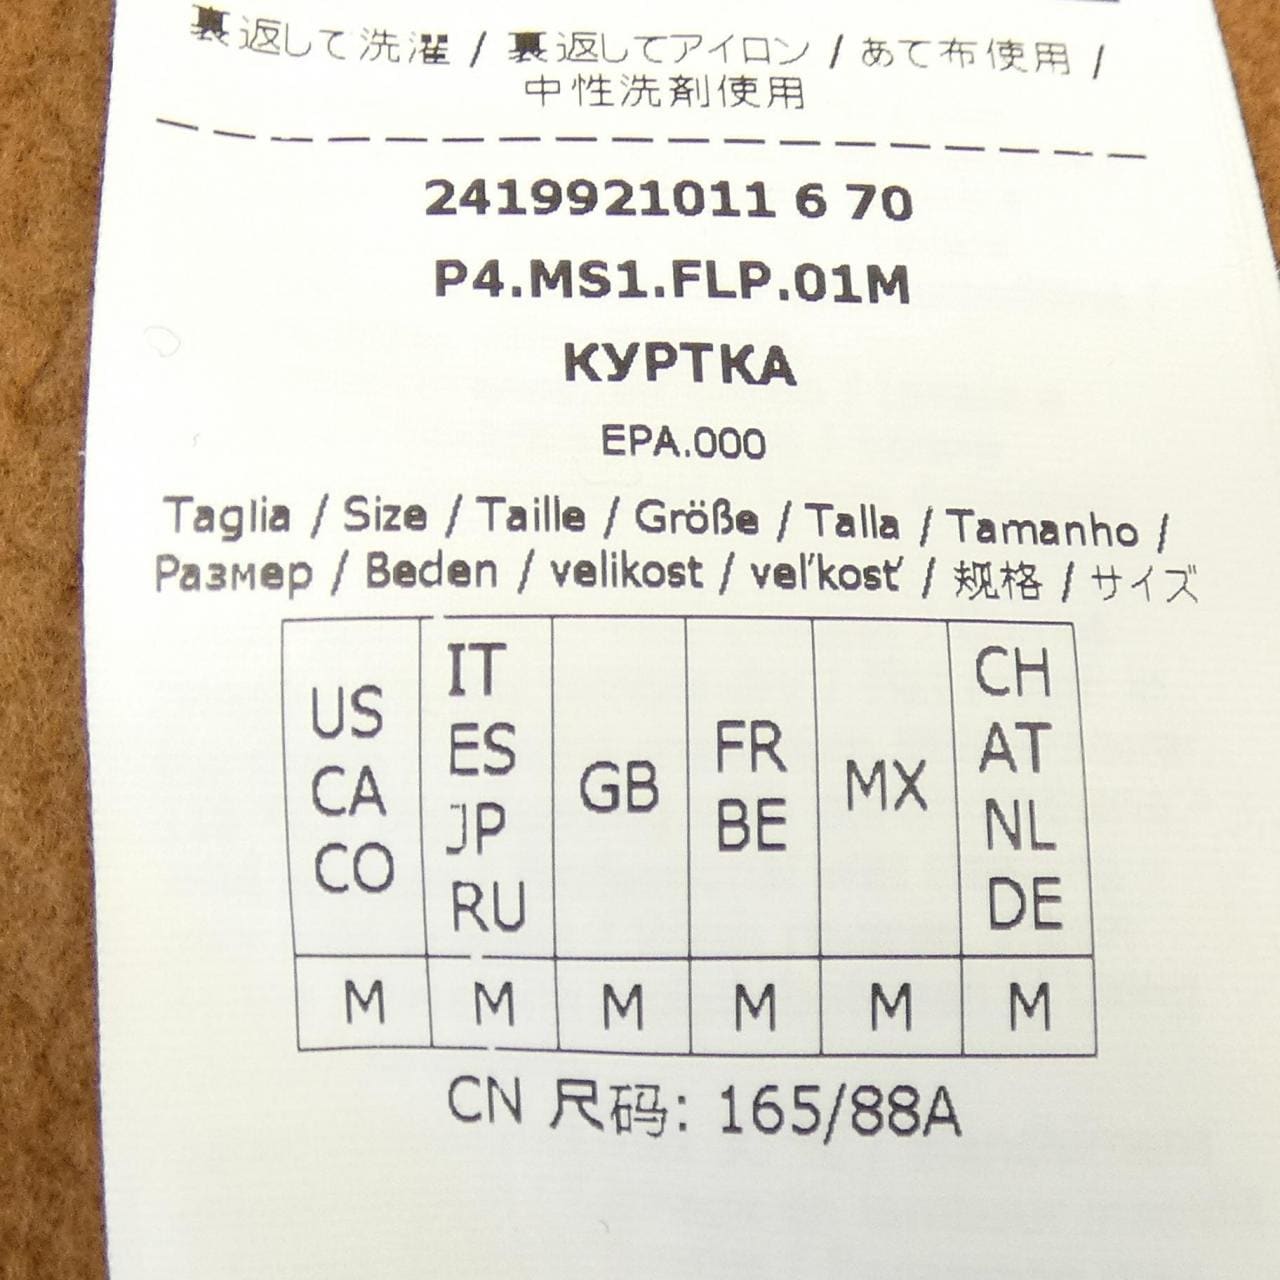 裏返して洗濯 / 裏返してアイロン / あて布使用 /
中性洗剤使用
2419921011 6 70
P4.MS1.FLP.01M
КУРТКА
EPA.000
Taglia / Size / Taille / Größe / Talla / Tamanho /
Размер / Beden / velikost / veľkosť / 规格 / サイズ
US CA CO
IT ES JP RU
GB
FR BE
MX
CH AT NL DE
M M M M M M
CN 尺码: 165/88A